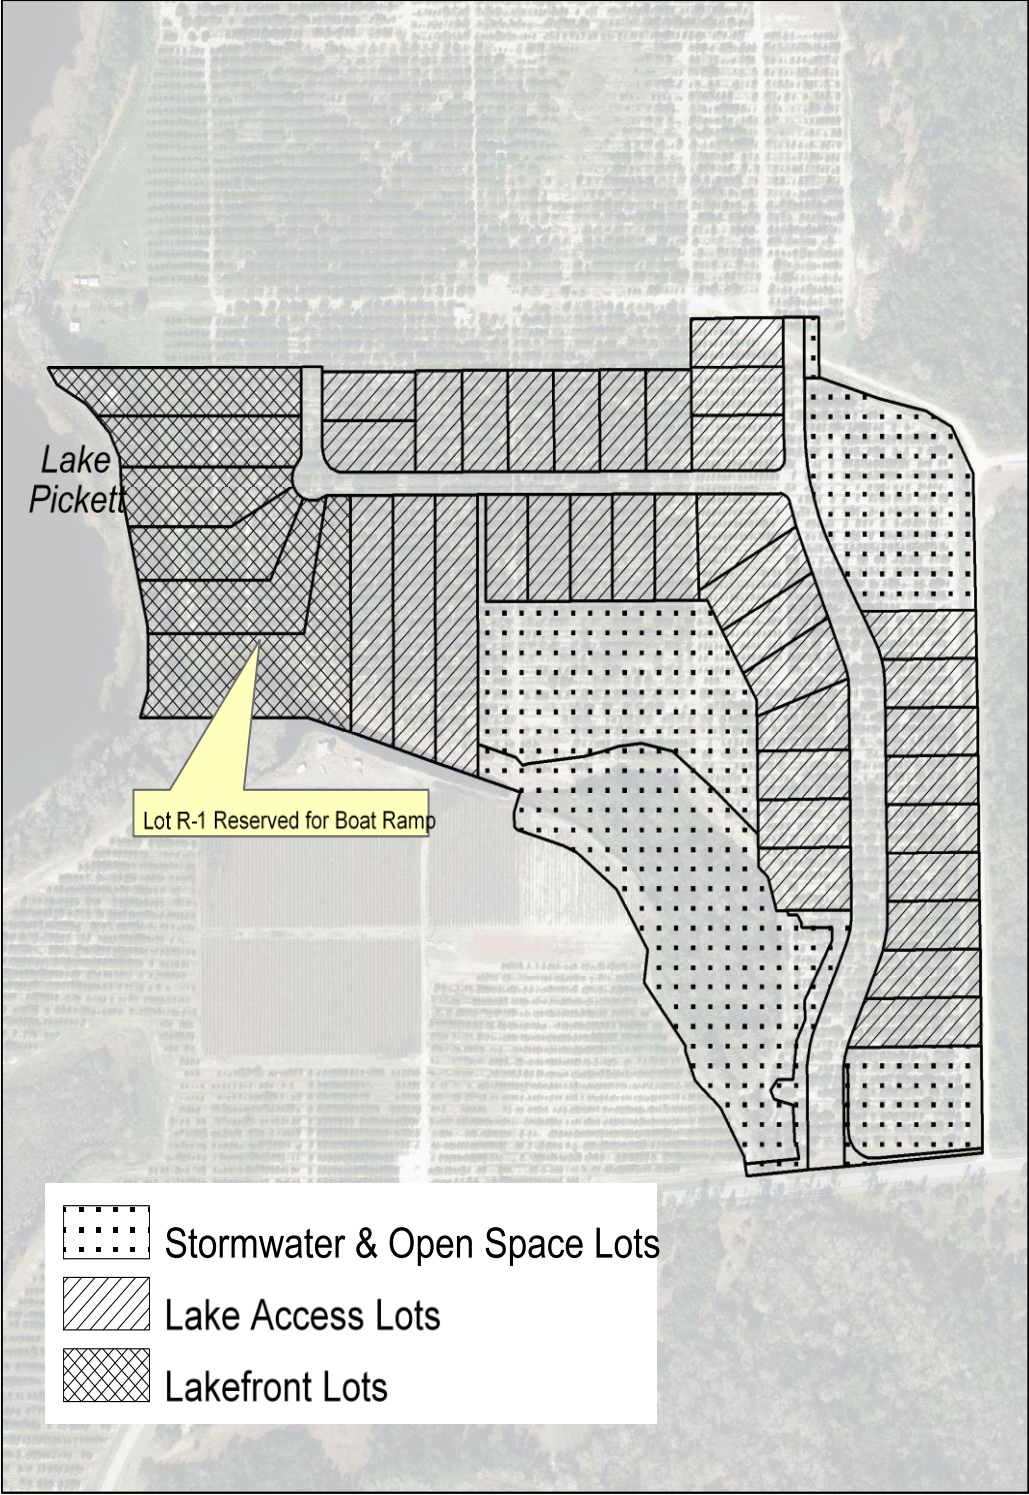 Lake
Pickett
Lot R-1 Reserved for Boat Ramp
Stormwater & Open Space Lots
Lake Access Lots
Lakefront Lots